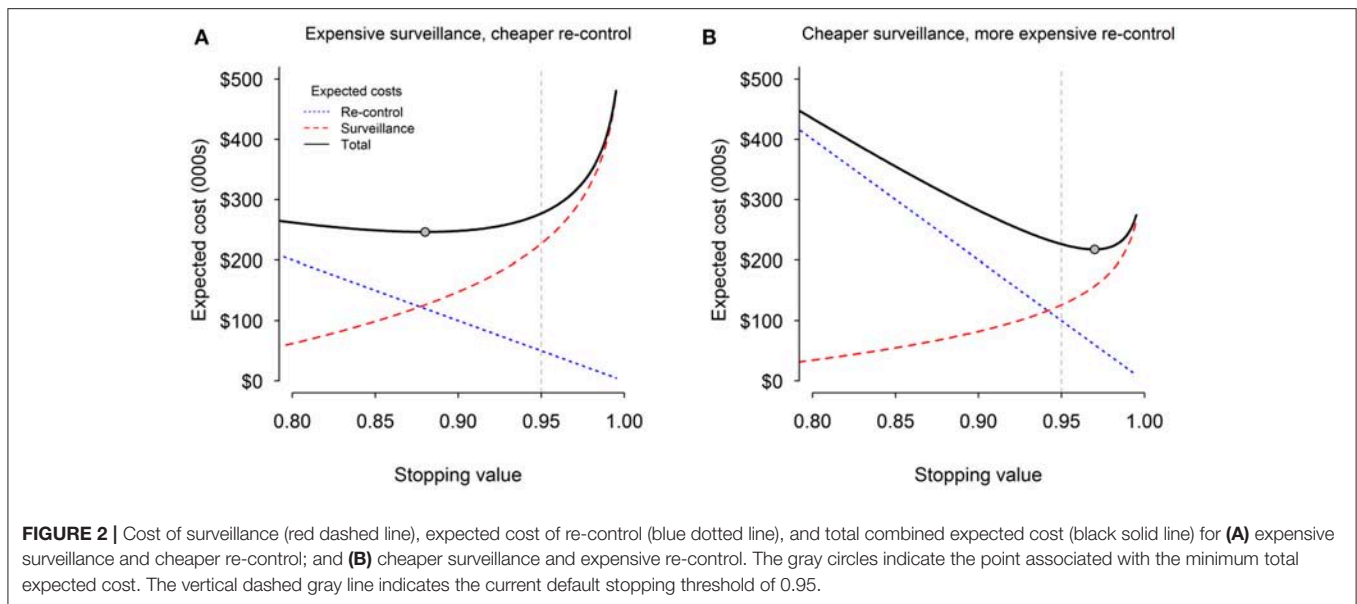 A
Expensive surveillance, cheaper re-control
$500
$400
$300
$200
$100
$0
Expected cost (000s)
Expected costs
Re-control
Surveillance
Total
0.80 0.85 0.90 0.95 1.00
Stopping value
B
Cheaper surveillance, more expensive re-control
$500
$400
$300
$200
$100
$0
Expected cost (000s)
0.80 0.85 0.90 0.95 1.00
Stopping value
FIGURE 2 | Cost of surveillance (red dashed line), expected cost of re-control (blue dotted line), and total combined expected cost (black solid line) for (A) expensive
surveillance and cheaper re-control; and (B) cheaper surveillance and expensive re-control. The gray circles indicate the point associated with the minimum total
expected cost. The vertical dashed gray line indicates the current default stopping threshold of 0.95.